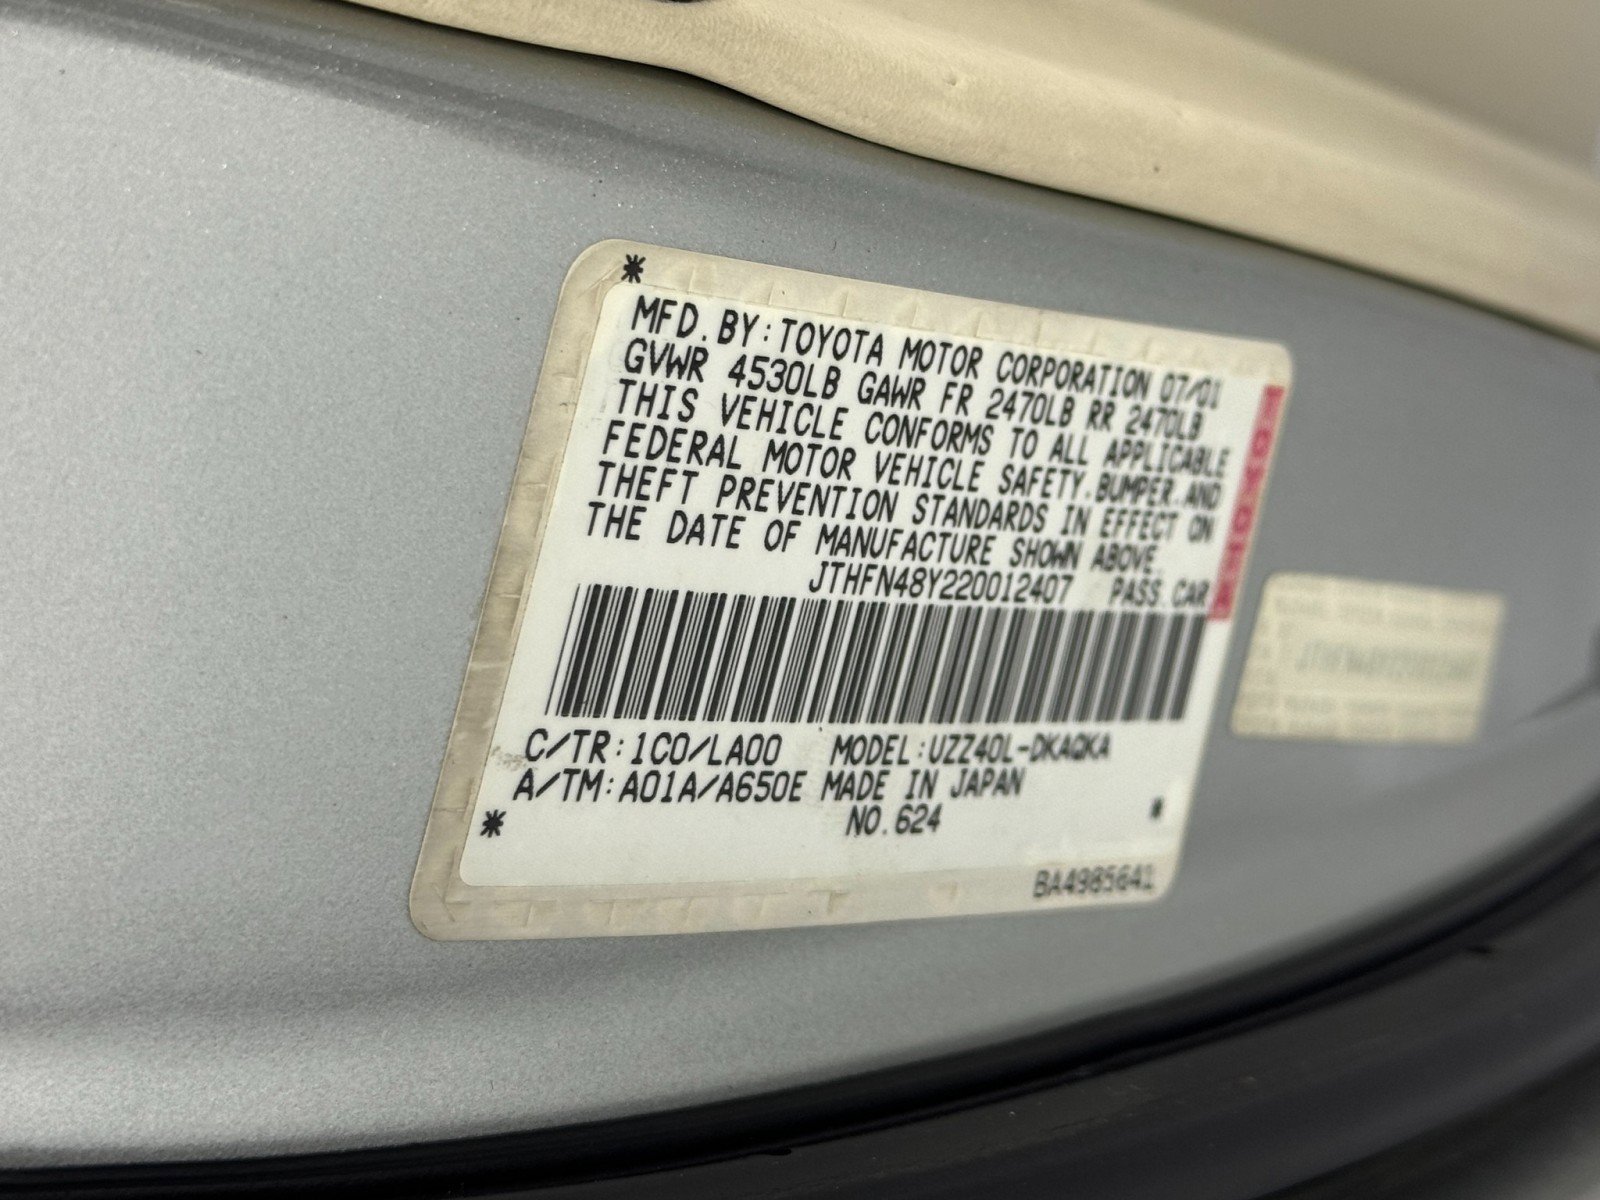 *
MFD. BY: TOYOTA MOTOR CORPORATION 07/01
GVWR 4530LB GAWR FR 2470LB RR 2470LB
THIS VEHICLE CONFORMS TO ALL APPLICABLE
FEDERAL MOTOR VEHICLE SAFETY, BUMPER, AND
THEFT PREVENTION STANDARDS IN EFFECT ON
THE DATE OF MANUFACTURE SHOWN ABOVE.
JTHFN48Y220012407 PASS. CAR
C/TR: 1C0/LA00 MODEL: UZZ40L-DKAQKA
A/TM: A01A/A650E MADE IN JAPAN
* NO. 624 *
BA4985641